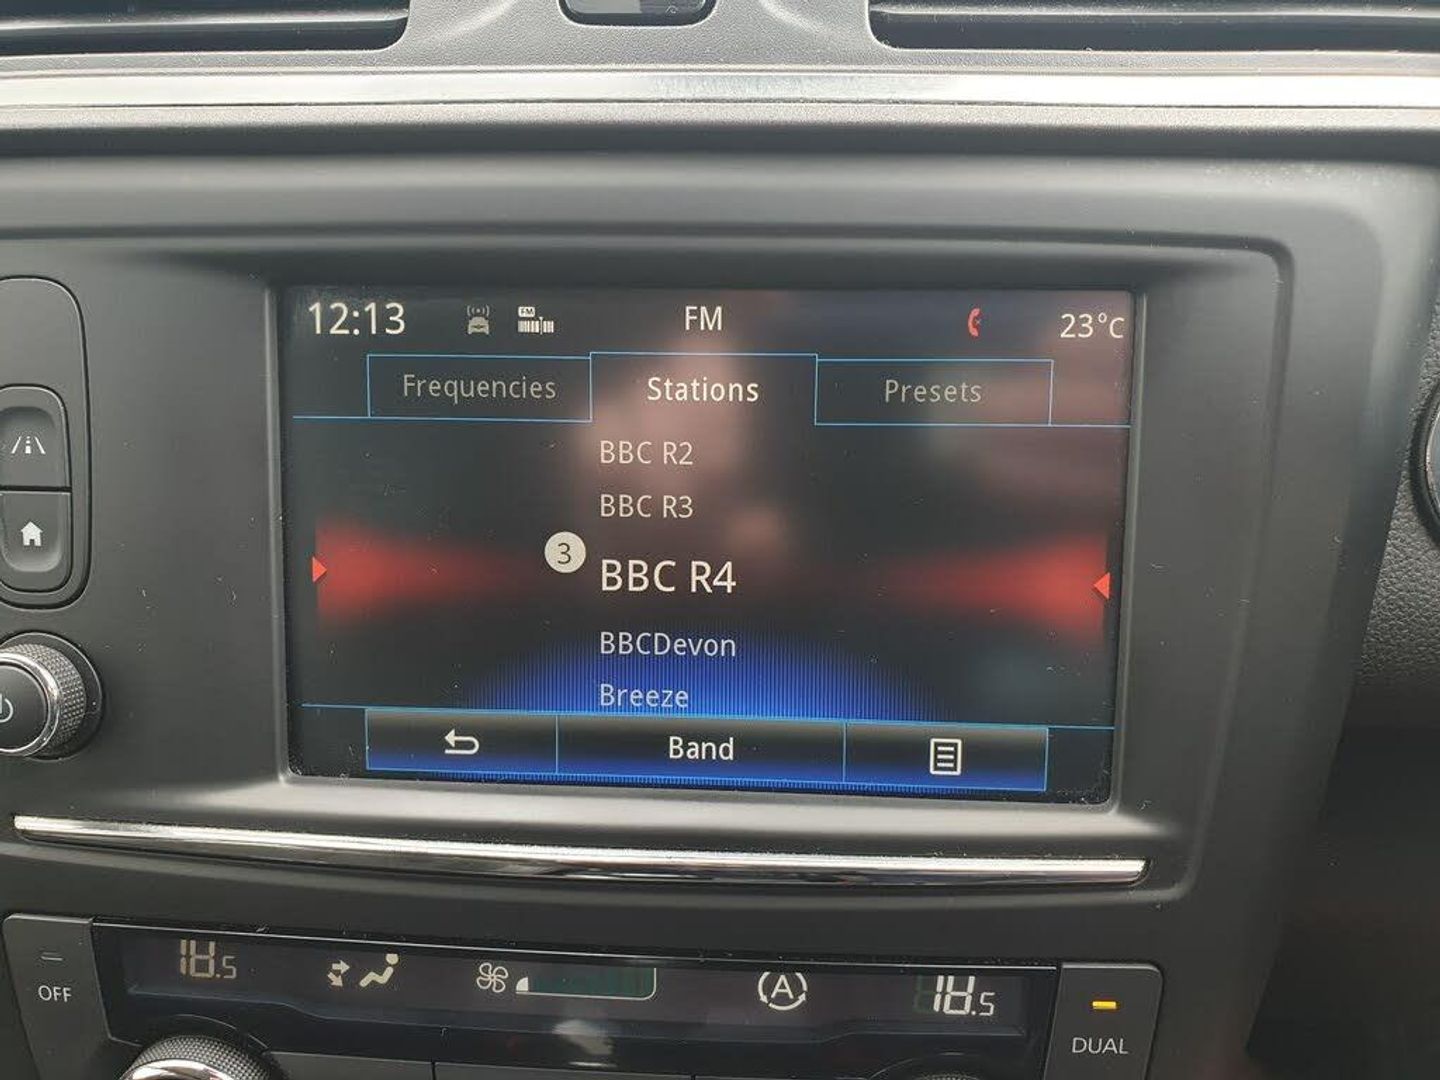 12:13 FM FM 23°C
Frequencies Stations Presets
BBC R2
BBC R3
3 BBC R4
BBCDevon
Breeze
Band
18.5 A 18.5
OFF
DUAL